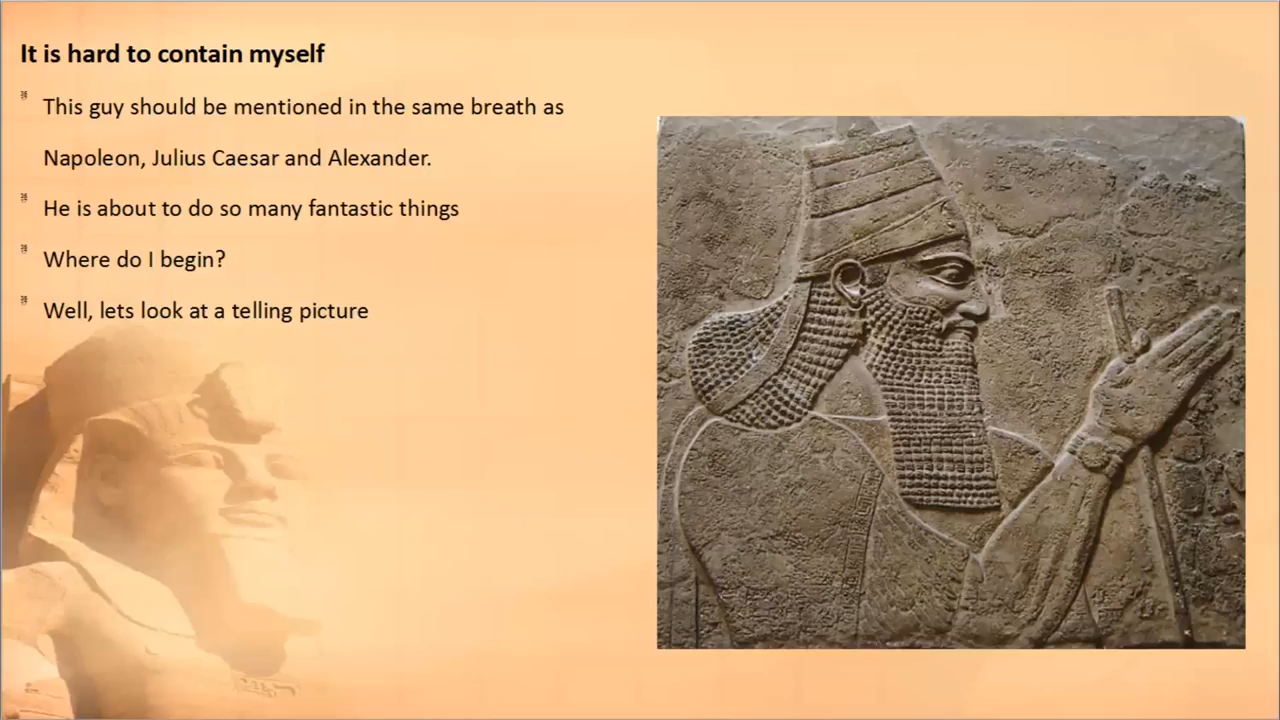 It is hard to contain myself
This guy should be mentioned in the same breath as
Napoleon, Julius Caesar and Alexander.
He is about to do so many fantastic things
Where do I begin?
Well, lets look at a telling picture